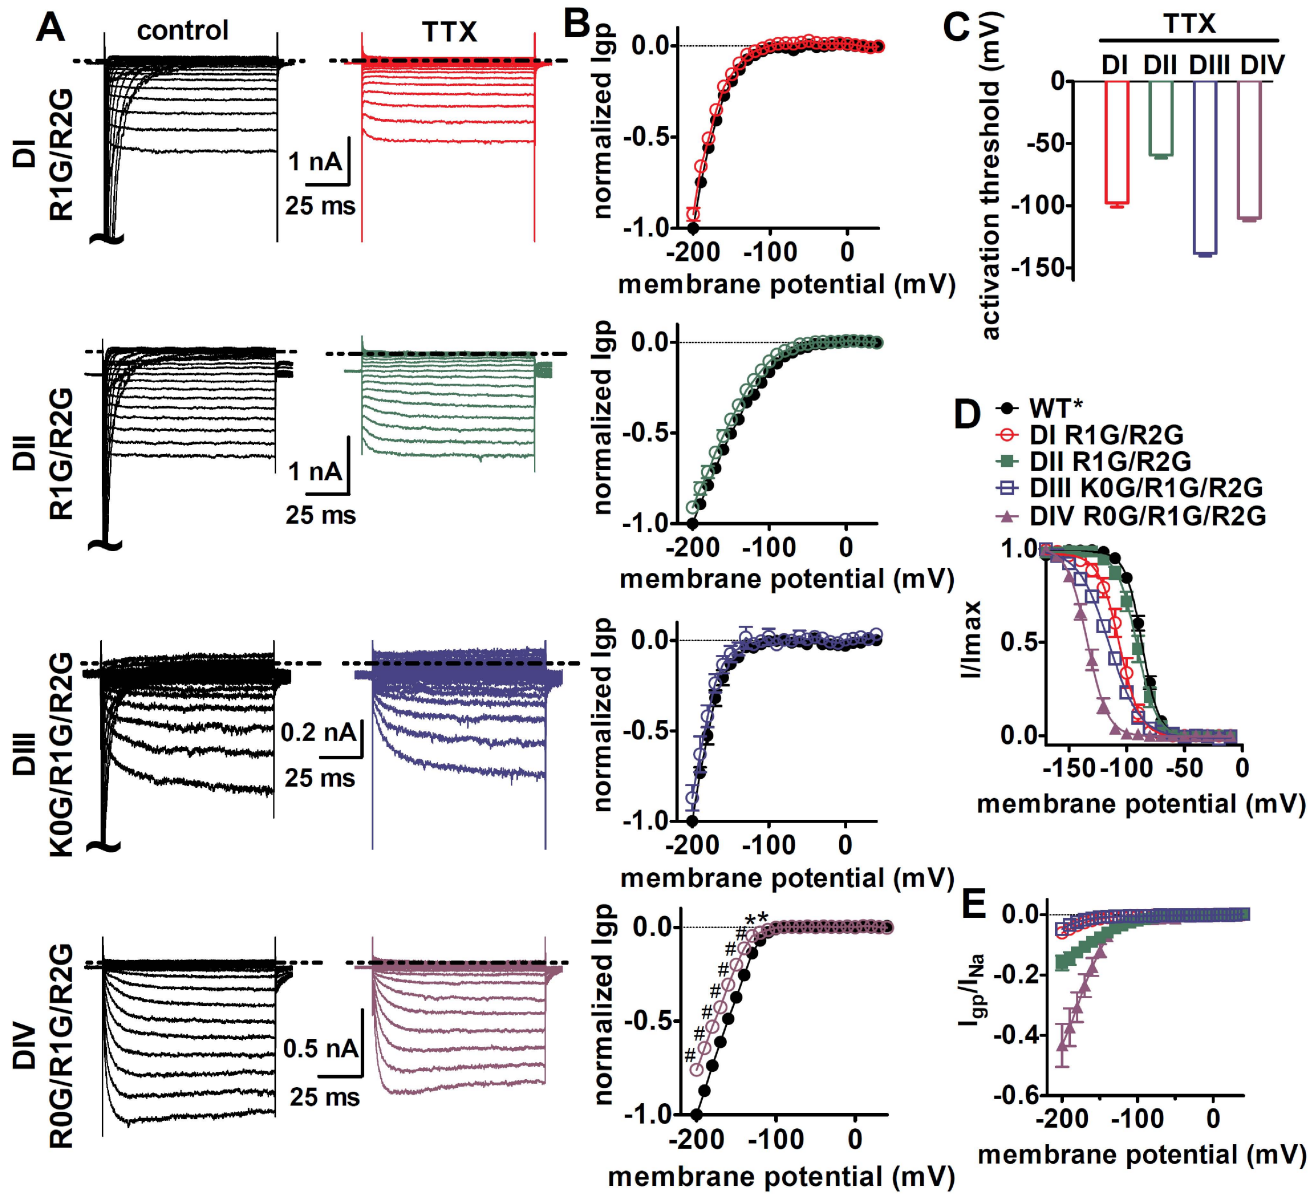 A
control
TTX
DI
R1G/R2G
1 nA
25 ms
DII
R1G/R2G
1 nA
25 ms
DIII
K0G/R1G/R2G
0.2 nA
25 ms
DIV
R0G/R1G/R2G
0.5 nA
25 ms
B
normalized Igp
0.0
-0.5
-1.0
-200 -100 0
membrane potential (mV)
normalized Igp
0.0
-0.5
-1.0
-200 -100 0
membrane potential (mV)
normalized Igp
0.0
-0.5
-1.0
-200 -100 0
membrane potential (mV)
normalized Igp
0.0
-0.5
-1.0
# # # # # # # * *
-200 -100 0
membrane potential (mV)
C
TTX
DI DII DIII DIV
activation threshold (mV)
0
-50
-100
-150
D
WT*
DI R1G/R2G
DII R1G/R2G
DIII K0G/R1G/R2G
DIV R0G/R1G/R2G
I/Imax
1.0
0.5
0.0
-150 -100 -50 0
membrane potential (mV)
E
Igp/INa
0.0
-0.2
-0.4
-0.6
-200 -100 0
membrane potential (mV)